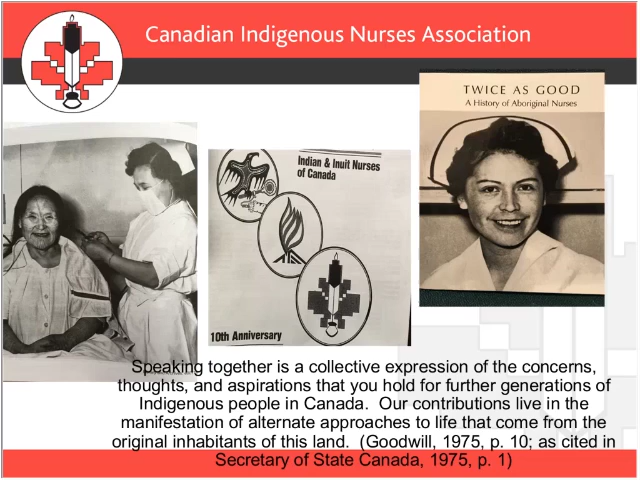 Canadian Indigenous Nurses Association
TWICE AS GOOD
A History of Aboriginal Nurses
Indian & Inuit Nurses
of Canada
10th Anniversary
Speaking together is a collective expression of the concerns,
thoughts, and aspirations that you hold for further generations of
Indigenous people in Canada.  Our contributions live in the
manifestation of alternate approaches to life that come from the
original inhabitants of this land.  (Goodwill, 1975, p. 10; as cited in
Secretary of State Canada, 1975, p. 1)